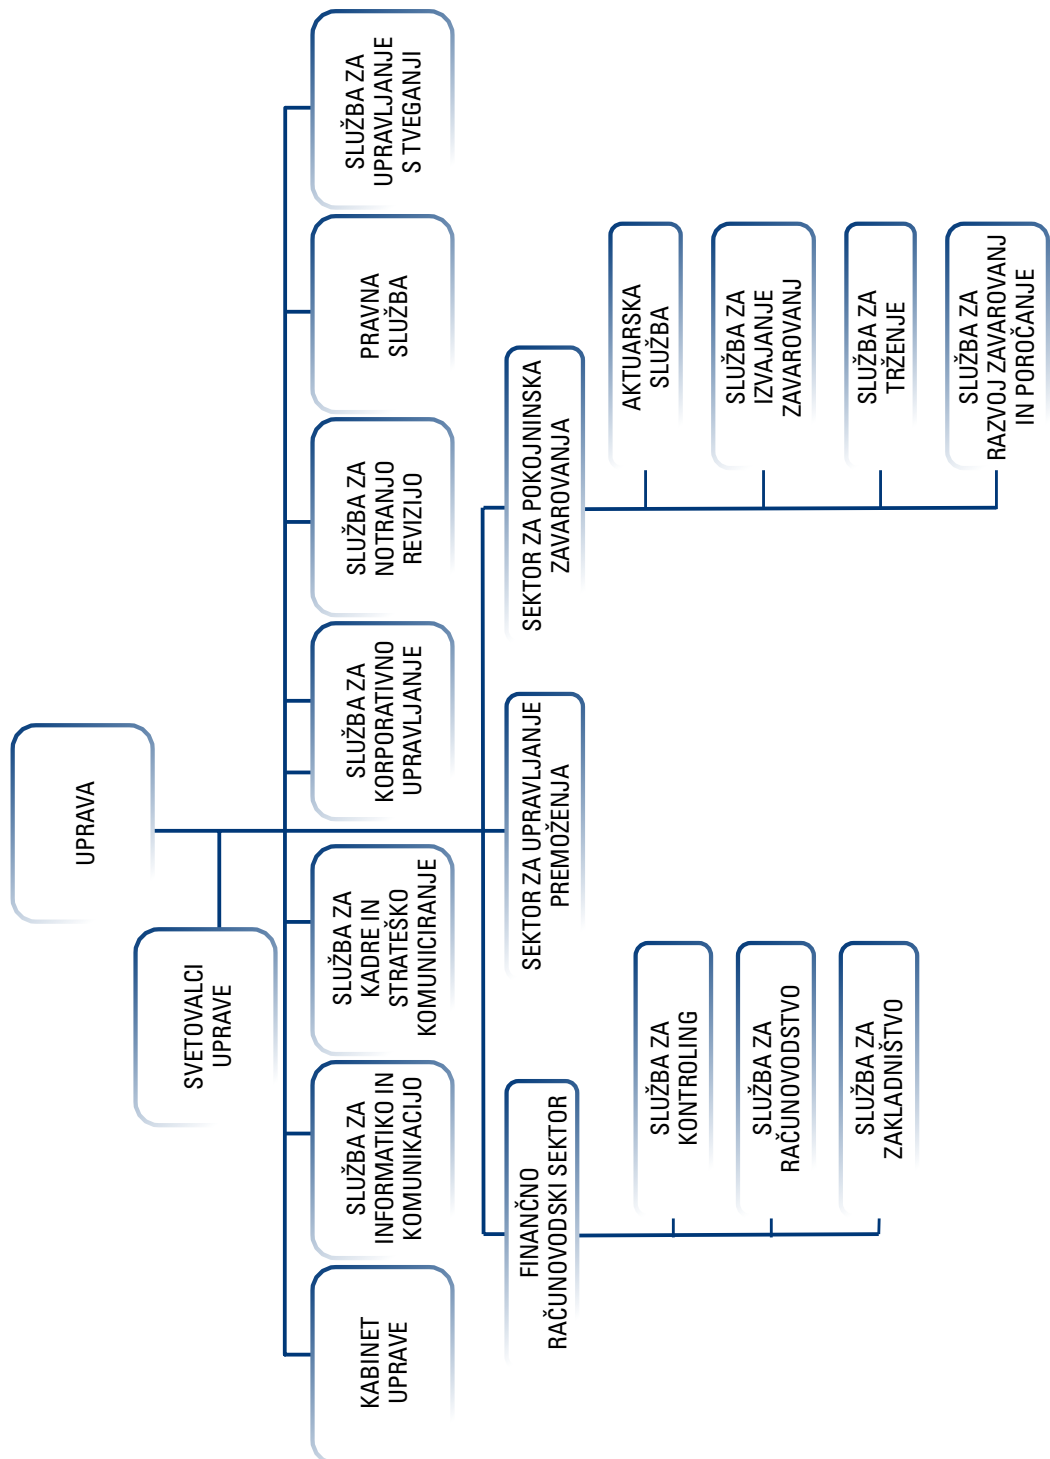 UPRAVA
SVETOVALCI
UPRAVE
KABINET
UPRAVE
SLUŽBA ZA
INFORMATIKO IN
KOMUNIKACIJO
SLUŽBA ZA
KADRE IN
STRATEŠKO
KOMUNICIRANJE
SLUŽBA ZA
KORPORATIVNO
UPRAVLJANJE
SLUŽBA ZA
NOTRANJO
REVIZIJO
PRAVNA
SLUŽBA
SLUŽBA ZA
UPRAVLJANJE
S TVEGANJI
FINANČNO
RAČUNOVODSKI SEKTOR
SEKTOR ZA UPRAVLJANJE
PREMOŽENJA
SEKTOR ZA POKOJNINSKA
ZAVAROVANJA
SLUŽBA ZA
KONTROLING
SLUŽBA ZA
RAČUNOVODSTVO
SLUŽBA ZA
ZAKLADNIŠTVO
AKTUARSKA
SLUŽBA
SLUŽBA ZA
IZVAJANJE
ZAVAROVANJ
SLUŽBA ZA
TRŽENJE
SLUŽBA ZA
RAZVOJ ZAVAROVANJ
IN POROČANJE